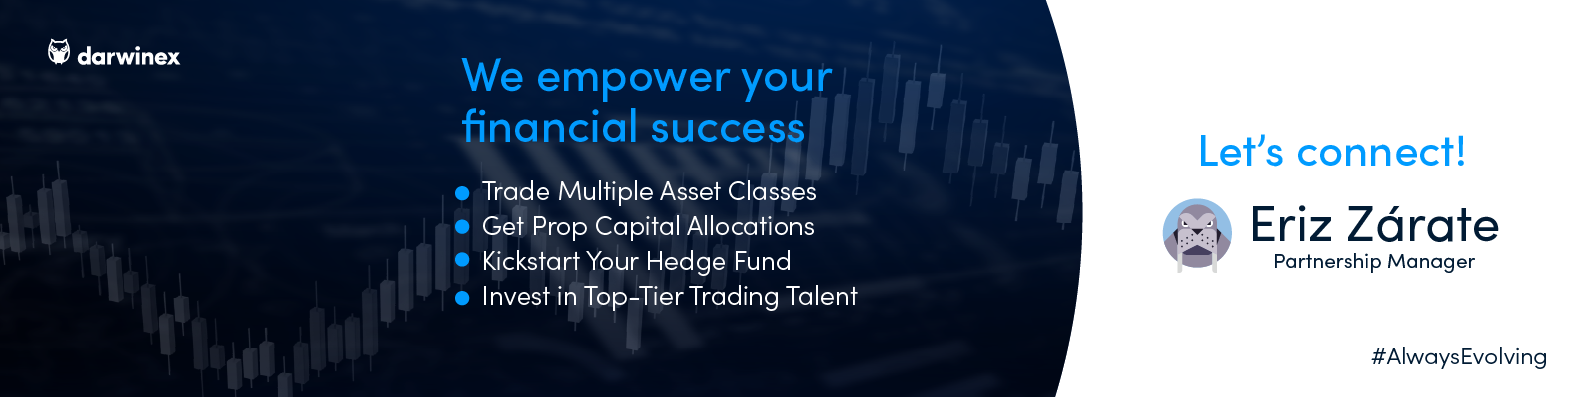 darwinex
We empower your
financial success
Trade Multiple Asset Classes
Get Prop Capital Allocations
Kickstart Your Hedge Fund
Invest in Top-Tier Trading Talent
Let’s connect!
Eriz Zárate
Partnership Manager
#AlwaysEvolving